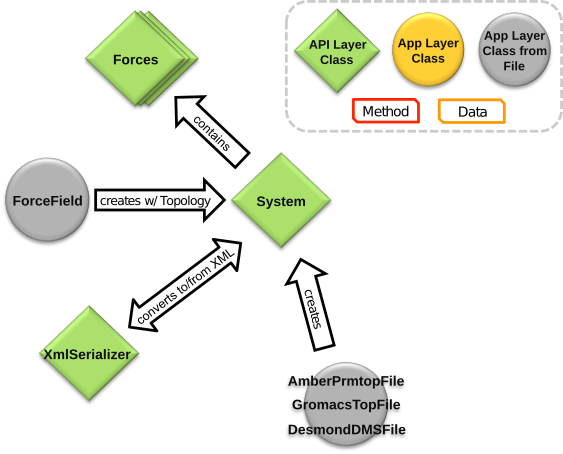 Forces
API Layer
Class
App Layer
Class
App Layer
Class from
File
Method
Data
contains
ForceField
creates w/ Topology
System
converts to/from XML
creates
XmlSerializer
AmberPrmtopFile
GromacsTopFile
DesmondDMSFile